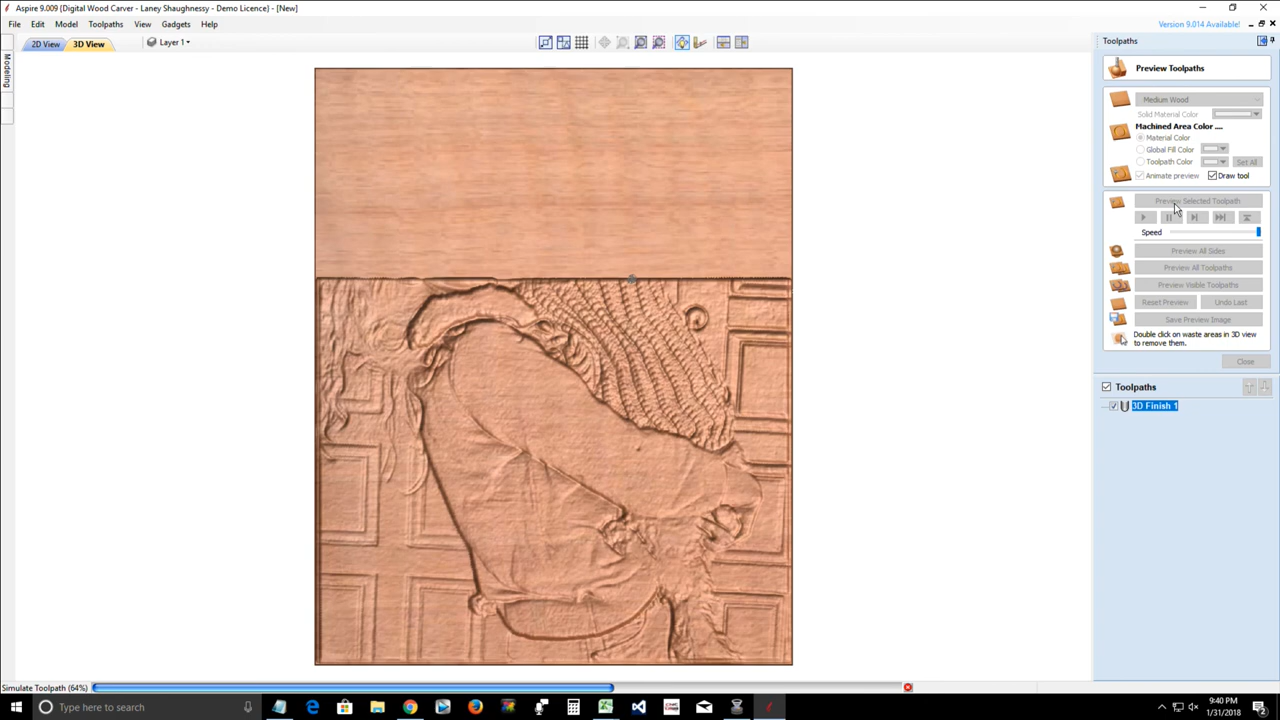 Aspire 9.009 (Digital Wood Carver - Laney Shaughnessy - Demo Licence) - [New]
File Edit Model Toolpaths View Gadgets Help
Version 9.014 Available!
2D View 3D View Layer 1
Toolpaths
Modeling
Preview Toolpaths
Medium Wood
Solid Material Color
Machined Area Color ....
Material Color
Global Fill Color
Toolpath Color Set All
Animate preview Draw tool
Preview Selected Toolpath
Speed
Preview All Sides
Preview All Toolpaths
Preview Visible Toolpaths
Reset Preview Undo Last
Save Preview Image
Double click on waste areas in 3D view
to remove them.
Close
Toolpaths
3D Finish 1
Simulate Toolpath (64%)
Type here to search
9:40 PM
1/31/2018
2